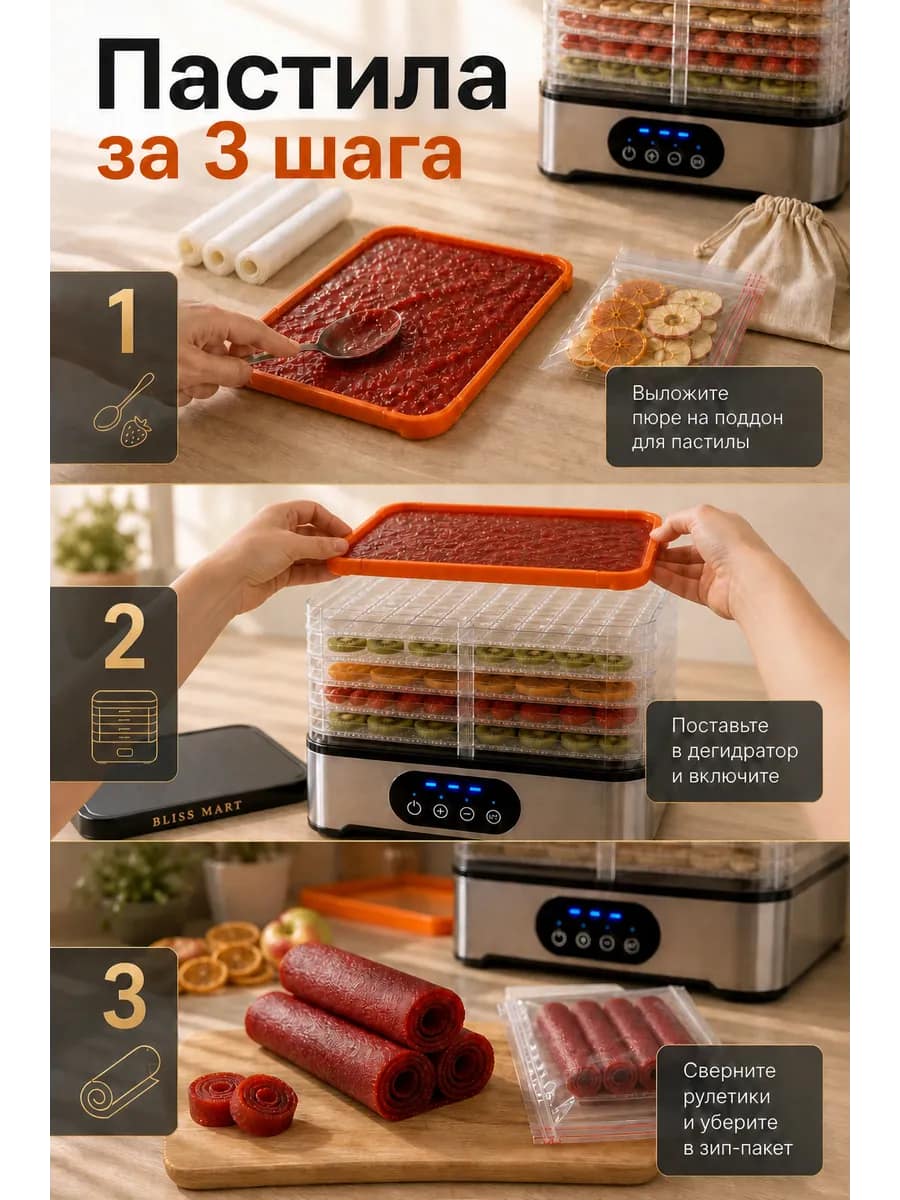 Пастила
за 3 шага
1
Выложите
пюре на поддон
для пастилы
2
Поставьте
в дегидратор
и включите
BLISS MART
3
Сверните
рулетики
и уберите
в зип-пакет